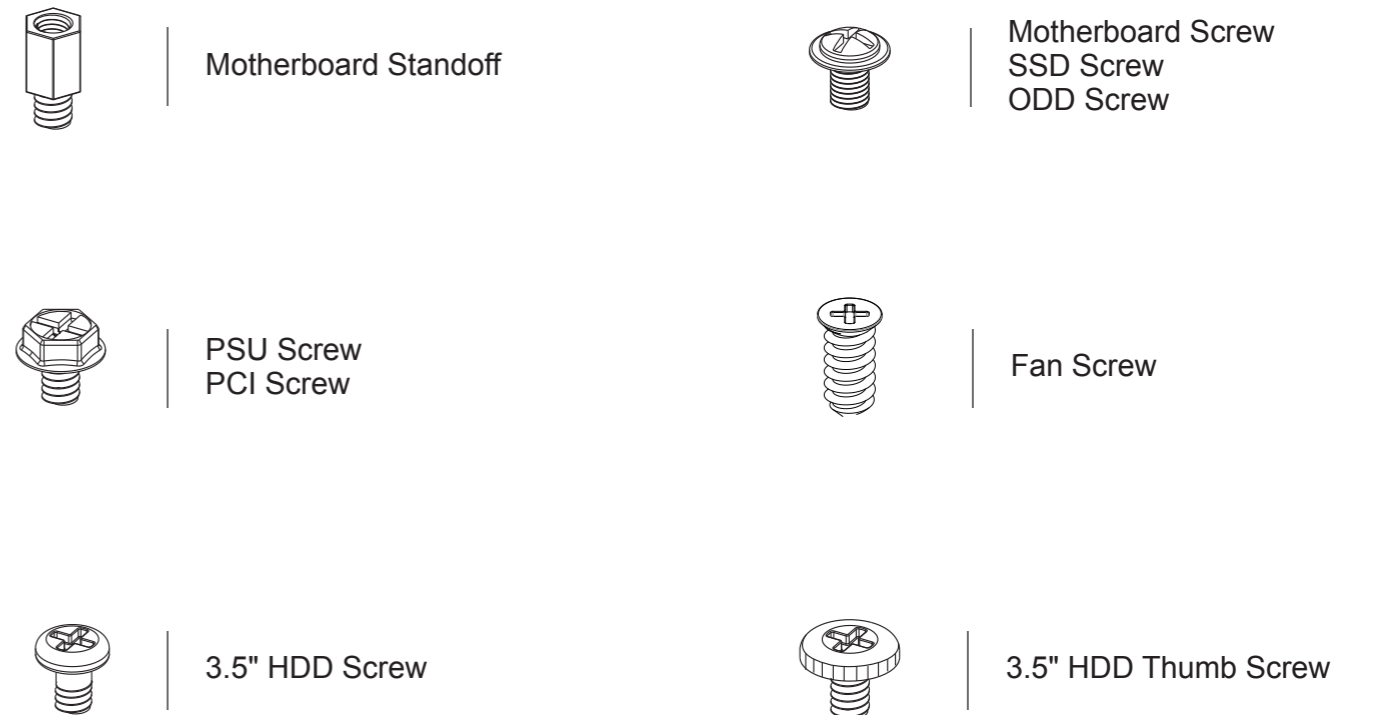 Motherboard Standoff
Motherboard Screw
SSD Screw
ODD Screw
PSU Screw
PCI Screw
Fan Screw
3.5" HDD Screw
3.5" HDD Thumb Screw